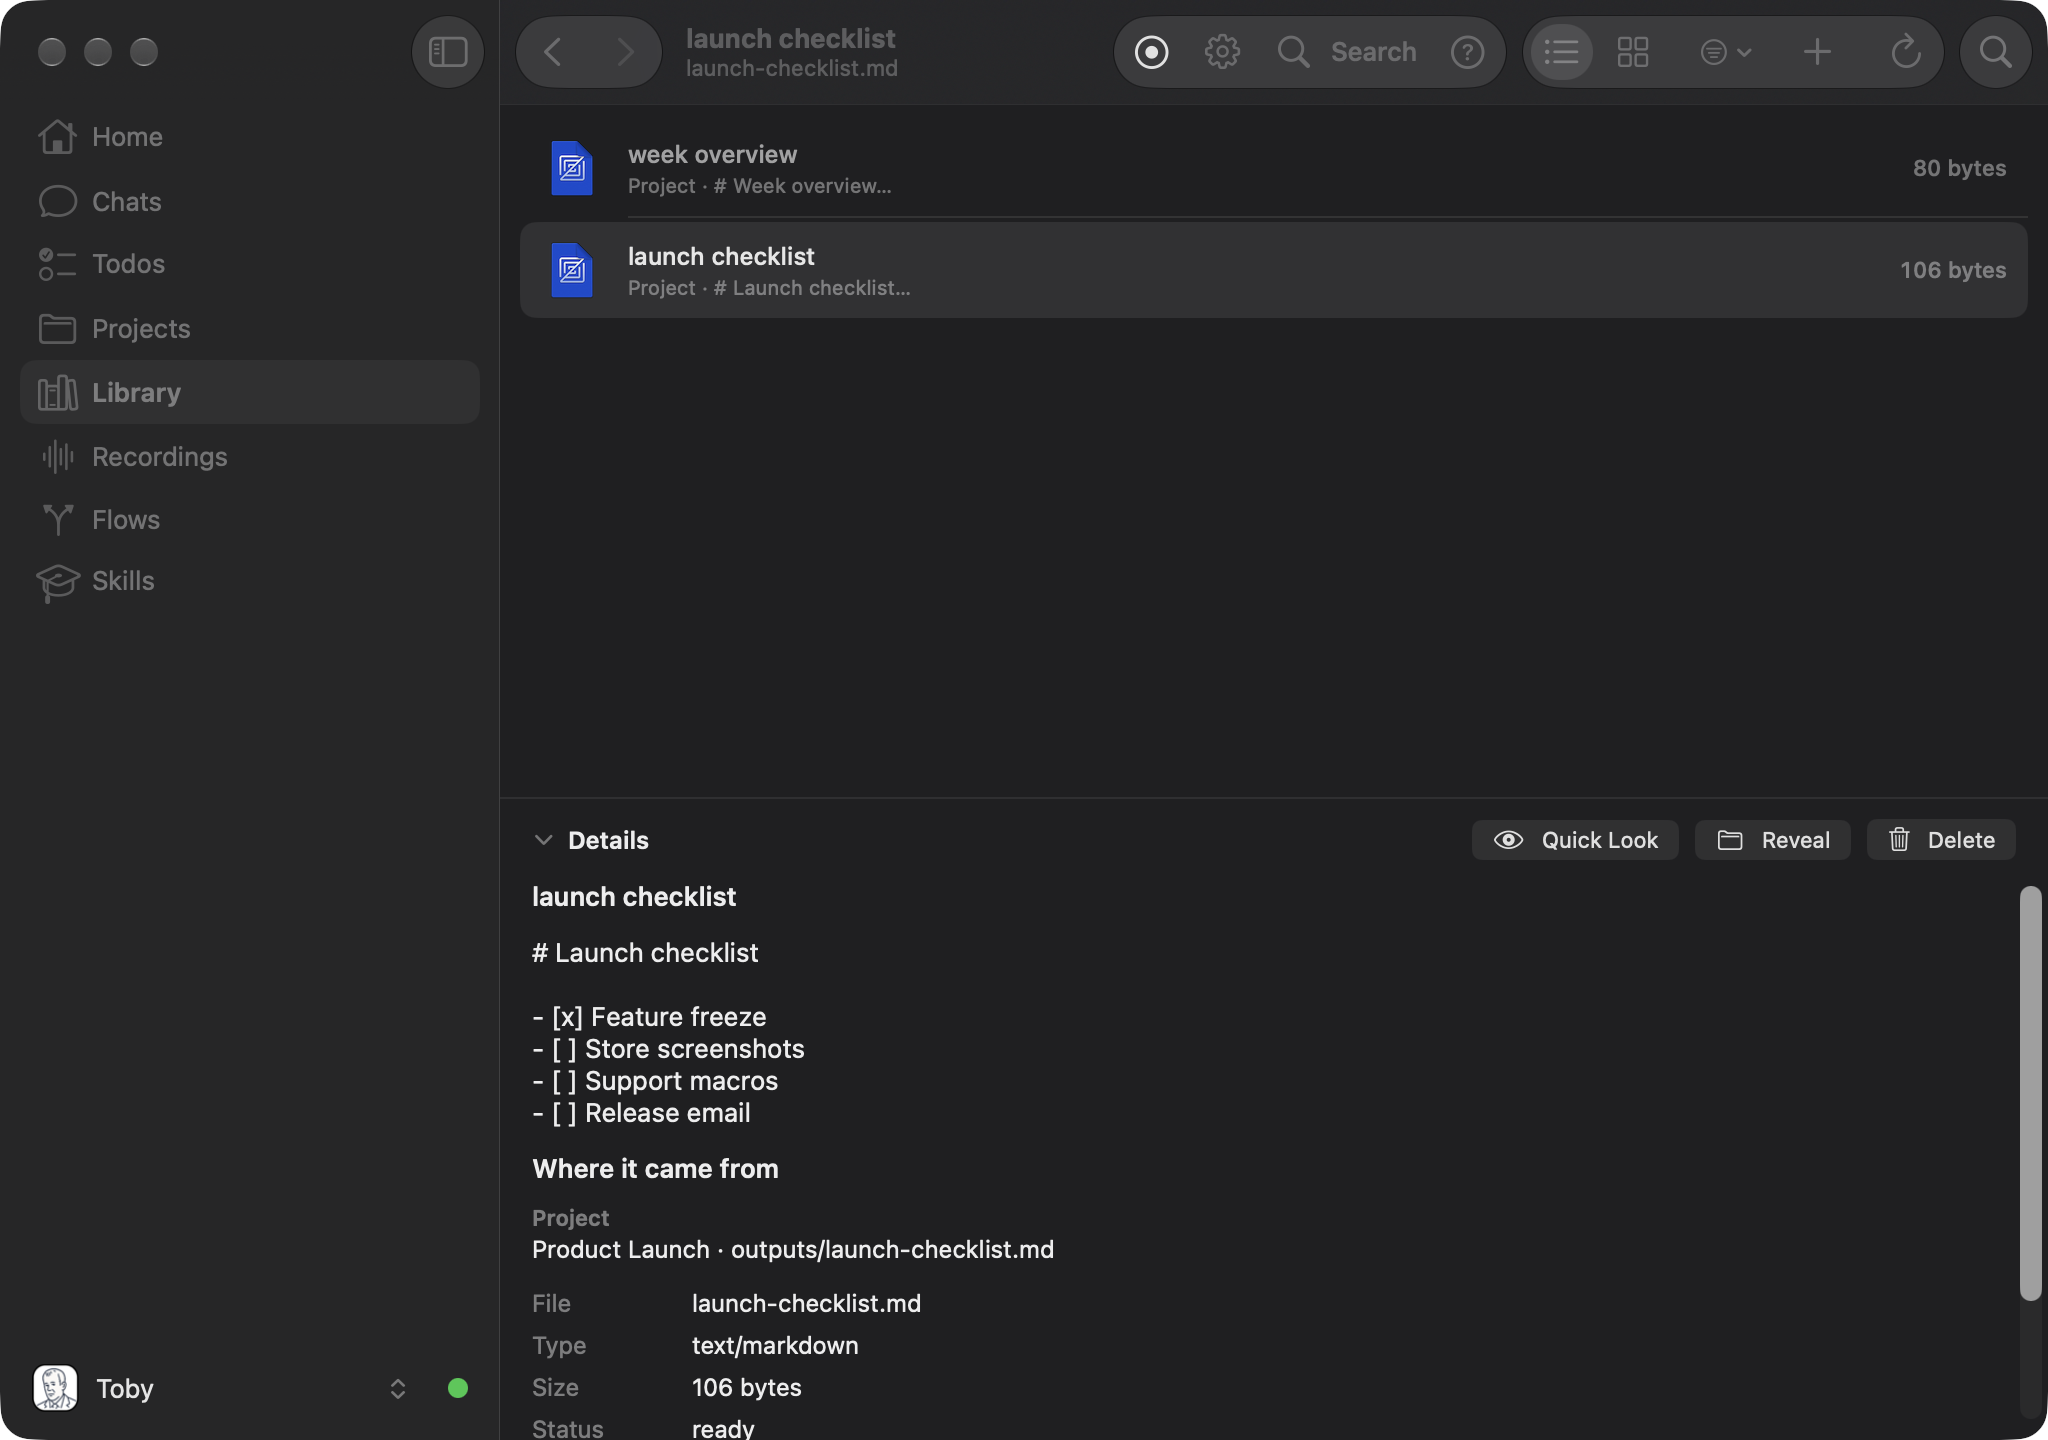 launch checklist
launch-checklist.md
Search
Home
Chats
Todos
Projects
Library
Recordings
Flows
Skills
Toby
week overview
Project · # Week overview...
80 bytes
launch checklist
Project · # Launch checklist...
106 bytes
Details
Quick Look
Reveal
Delete
launch checklist
# Launch checklist
- [x] Feature freeze
- [ ] Store screenshots
- [ ] Support macros
- [ ] Release email
Where it came from
Project
Product Launch · outputs/launch-checklist.md
File launch-checklist.md
Type text/markdown
Size 106 bytes
Status ready